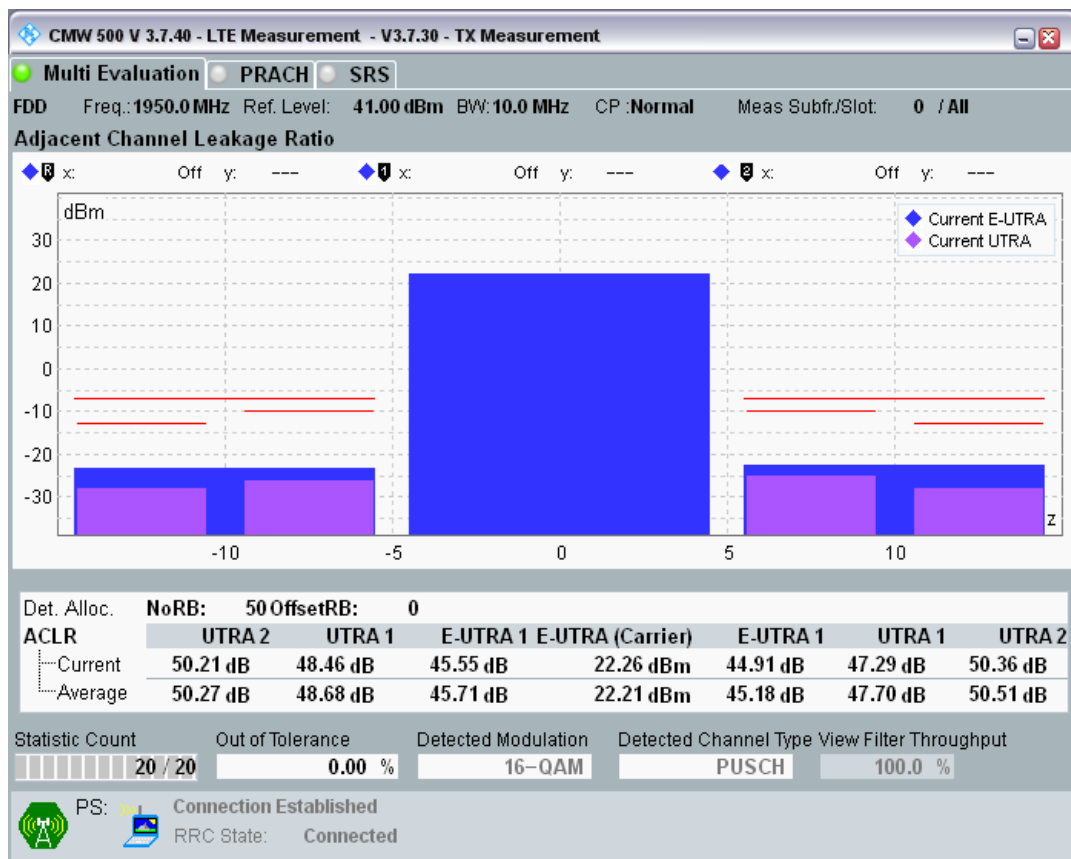 CMW 500 V 3.7.40 - LTE Measurement - V3.7.30 - TX Measurement
Multi Evaluation PRACH SRS
FDD Freq.:1950.0 MHz Ref. Level: 41.00 dBm BW:10.0 MHz CP :Normal Meas Subfr./Slot: 0 / All
Adjacent Channel Leakage Ratio
R x: Off y: --- 1 x: Off y: --- 2 x: Off y: ---
dBm
Current E-UTRA
Current UTRA
30
20
10
0
-10
-20
-30
z
-10 -5 0 5 10
Det. Alloc. NoRB: 50 OffsetRB: 0
ACLR UTRA 2 UTRA 1 E-UTRA 1 E-UTRA (Carrier) E-UTRA 1 UTRA 1 UTRA 2
Current 50.21 dB 48.46 dB 45.55 dB 22.26 dBm 44.91 dB 47.29 dB 50.36 dB
Average 50.27 dB 48.68 dB 45.71 dB 22.21 dBm 45.18 dB 47.70 dB 50.51 dB
Statistic Count Out of Tolerance Detected Modulation Detected Channel Type View Filter Throughput
20 / 20 0.00 % 16-QAM PUSCH 100.0 %
PS: Connection Established
RRC State: Connected